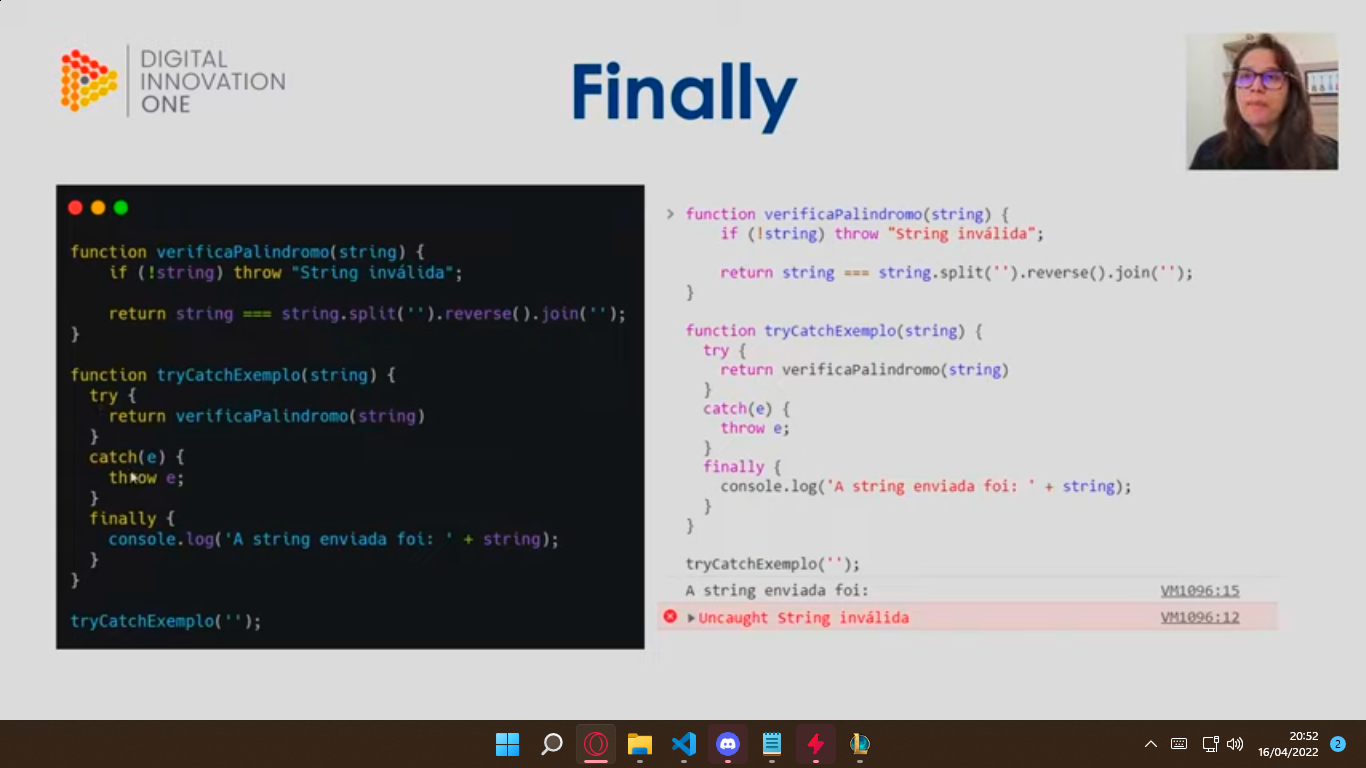 DIGITAL
INNOVATION
ONE
Finally
function verificaPalindromo(string) {
if (!string) throw "String inválida";
return string === string.split('').reverse().join('');
}
function tryCatchExemplo(string) {
try {
return verificaPalindromo(string)
}
catch(e) {
throw e;
}
finally {
console.log('A string enviada foi: ' + string);
}
}
tryCatchExemplo('');
> function verificaPalindromo(string) {
if (!string) throw "String inválida";
return string === string.split('').reverse().join('');
}
function tryCatchExemplo(string) {
try {
return verificaPalindromo(string)
}
catch(e) {
throw e;
}
finally {
console.log('A string enviada foi: ' + string);
}
}
tryCatchExemplo('');
A string enviada foi: VM1096:15
Uncaught String inválida VM1096:12
20:52
16/04/2022
2